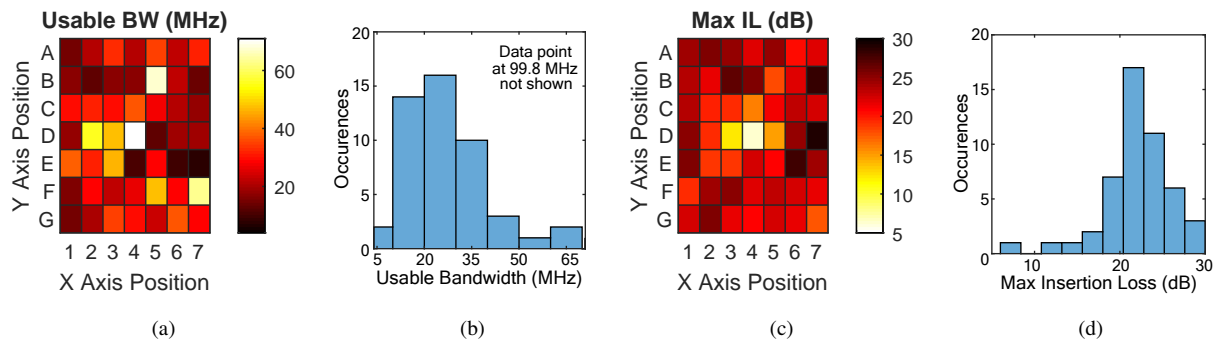 Usable BW (MHz)
A
B
C
D
E
F
G
Y Axis Position
1 2 3 4 5 6 7
X Axis Position
60
40
20
(a)
20
15
10
5
0
Occurences
Data point
at 99.8 MHz
not shown
5 20 35 50 65
Usable Bandwidth (MHz)
(b)
Max IL (dB)
A
B
C
D
E
F
G
Y Axis Position
1 2 3 4 5 6 7
X Axis Position
30
25
20
15
10
5
(c)
20
15
10
5
0
Occurences
10 20 30
Max Insertion Loss (dB)
(d)